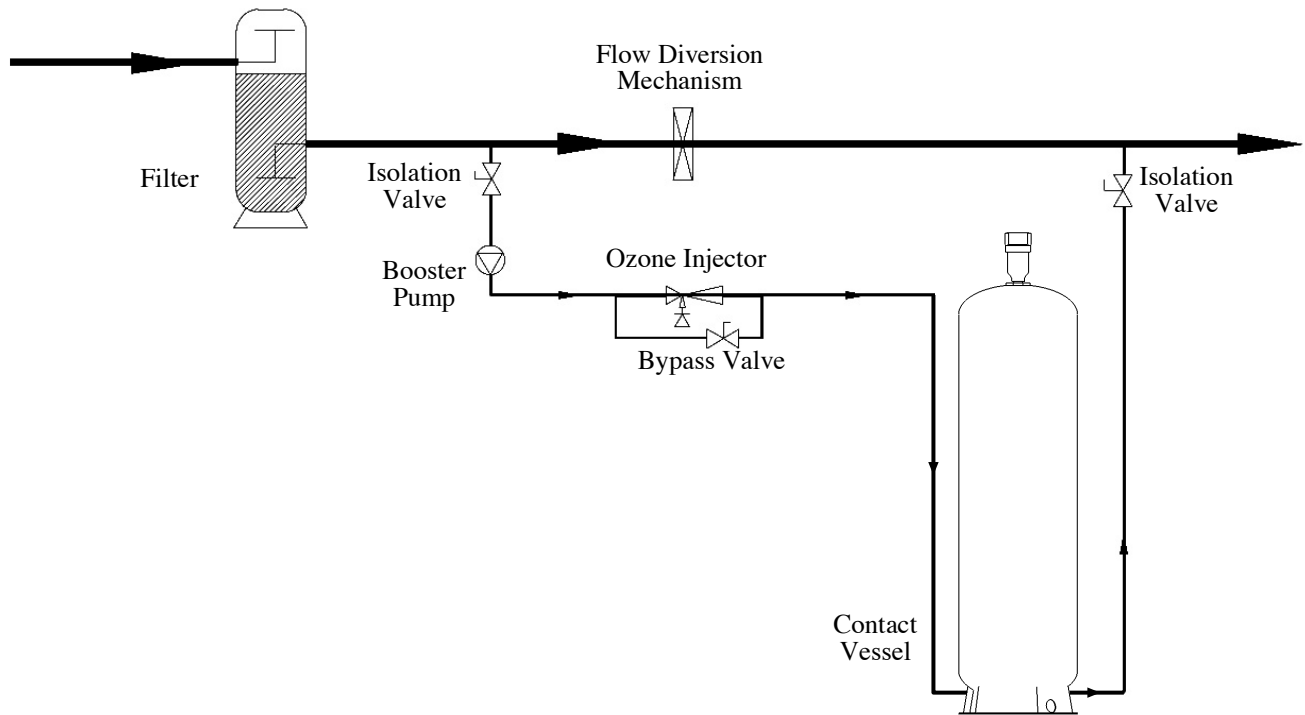 Flow Diversion
Mechanism
Filter
Isolation
Valve
Isolation
Valve
Booster
Pump
Ozone Injector
Bypass Valve
Contact
Vessel